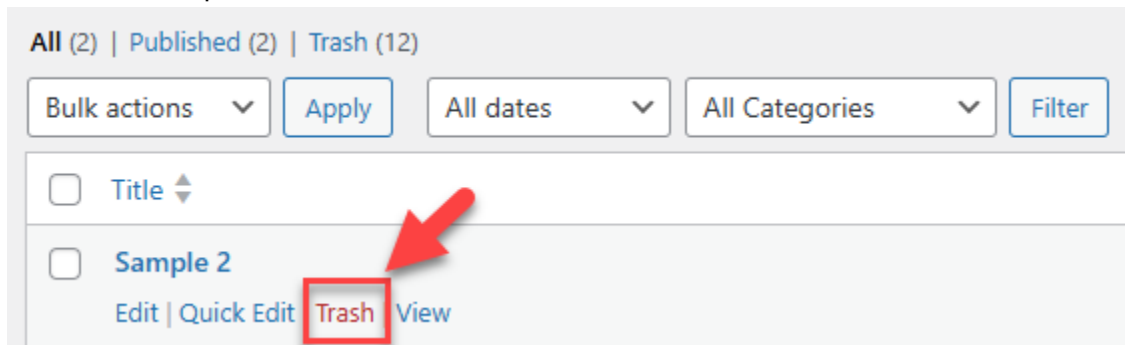 All (2) | Published (2) | Trash (12)
Bulk actions Apply All dates All Categories Filter
Title
Sample 2
Edit | Quick Edit | Trash | View